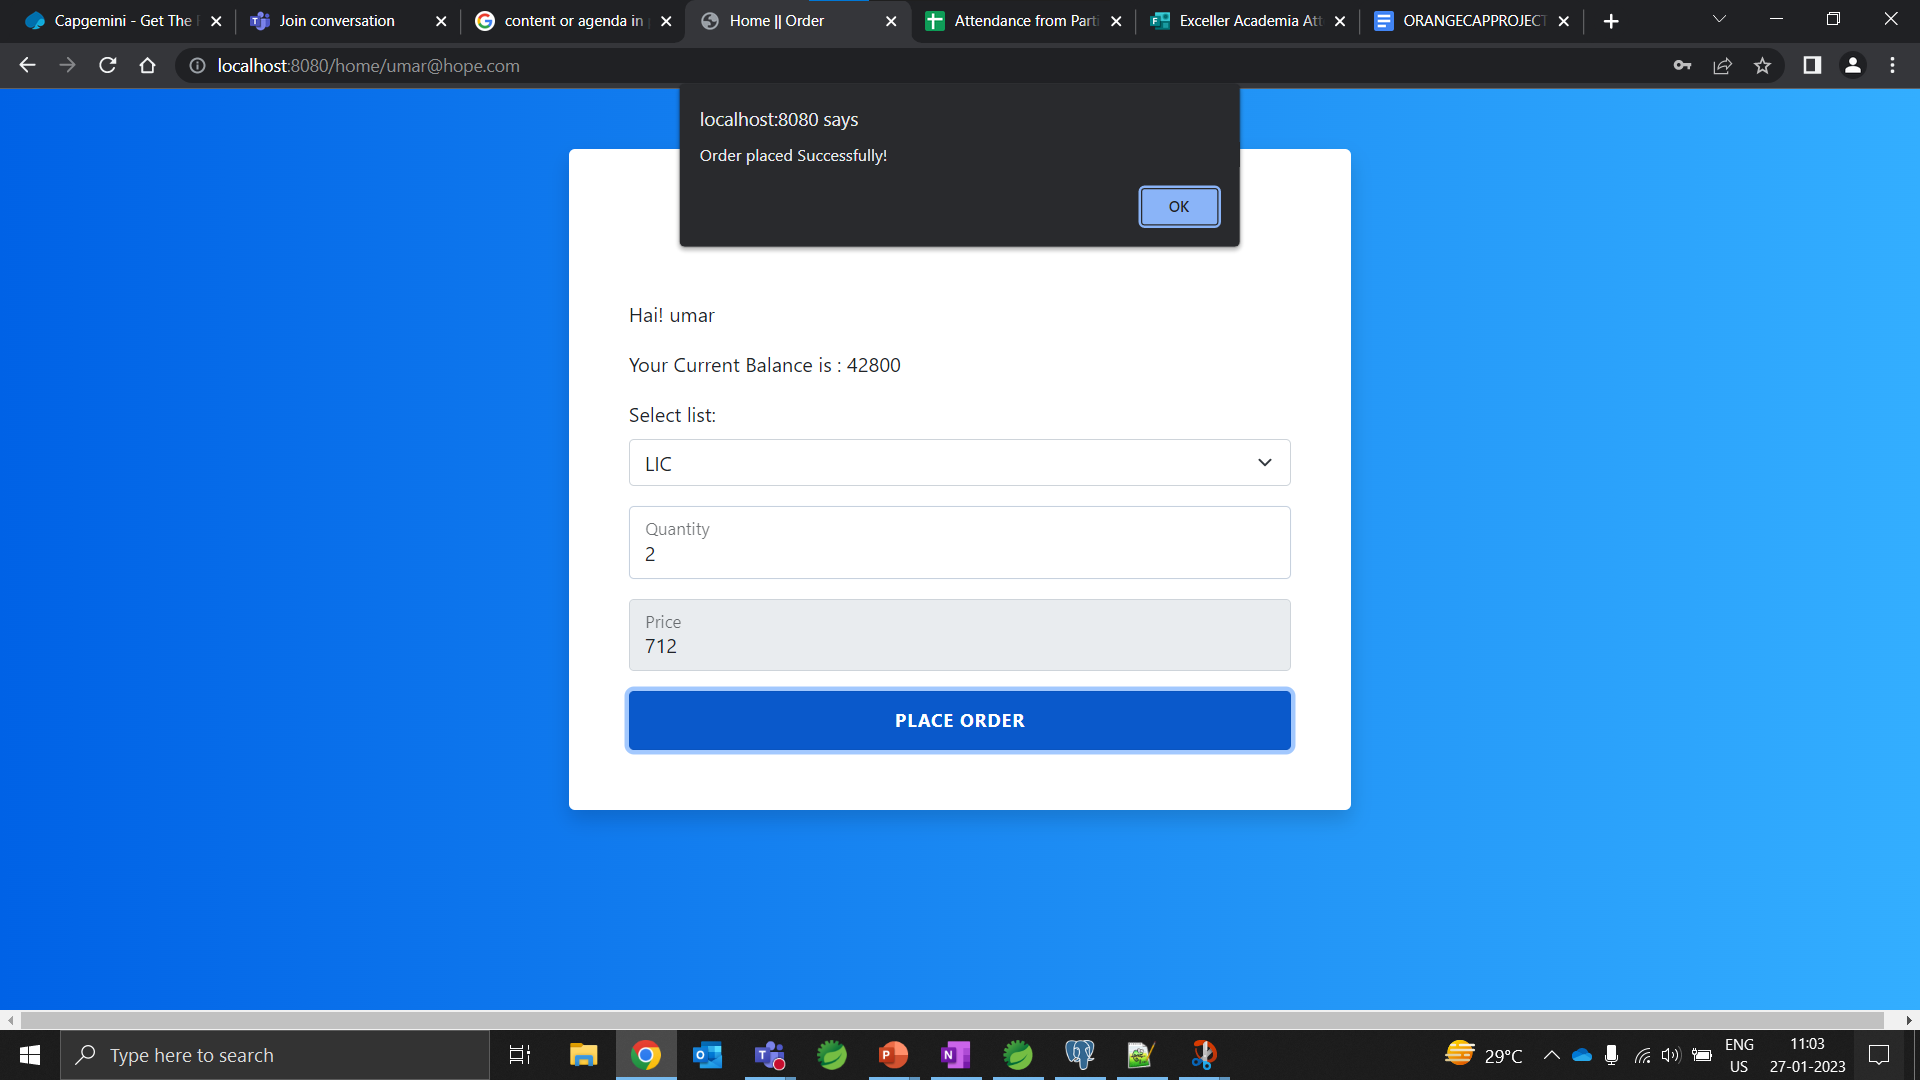 Capgemini - Get The
Join conversation
content or agenda in
Home || Order
Attendance from Parti
Exceller Academia Att
ORANGECAPPROJECT
localhost:8080/home/umar@hope.com
localhost:8080 says
Order placed Successfully!
OK
Hai! umar
Your Current Balance is : 42800
Select list:
LIC
Quantity
2
Price
712
PLACE ORDER
Type here to search
29°C
ENG
US
11:03
27-01-2023